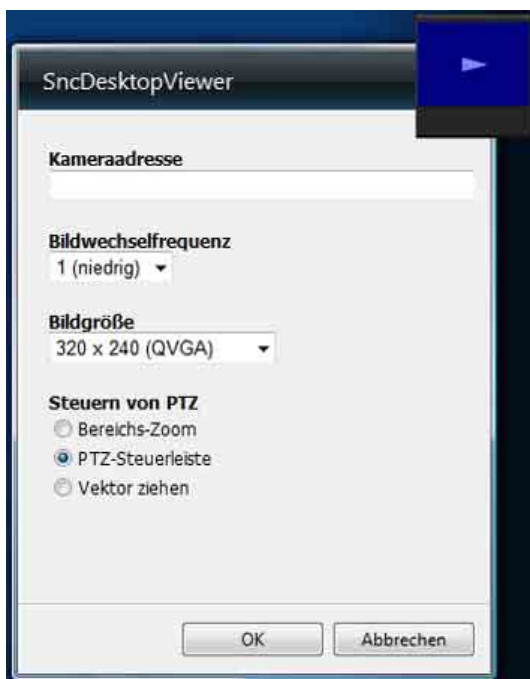 SncDesktopViewer
Kameraadresse
Bildwechselfrequenz
1 (niedrig)
Bildgröße
320 x 240 (QVGA)
Steuern von PTZ
Bereichs-Zoom
PTZ-Steuerleiste
Vektor ziehen
OK Abbrechen